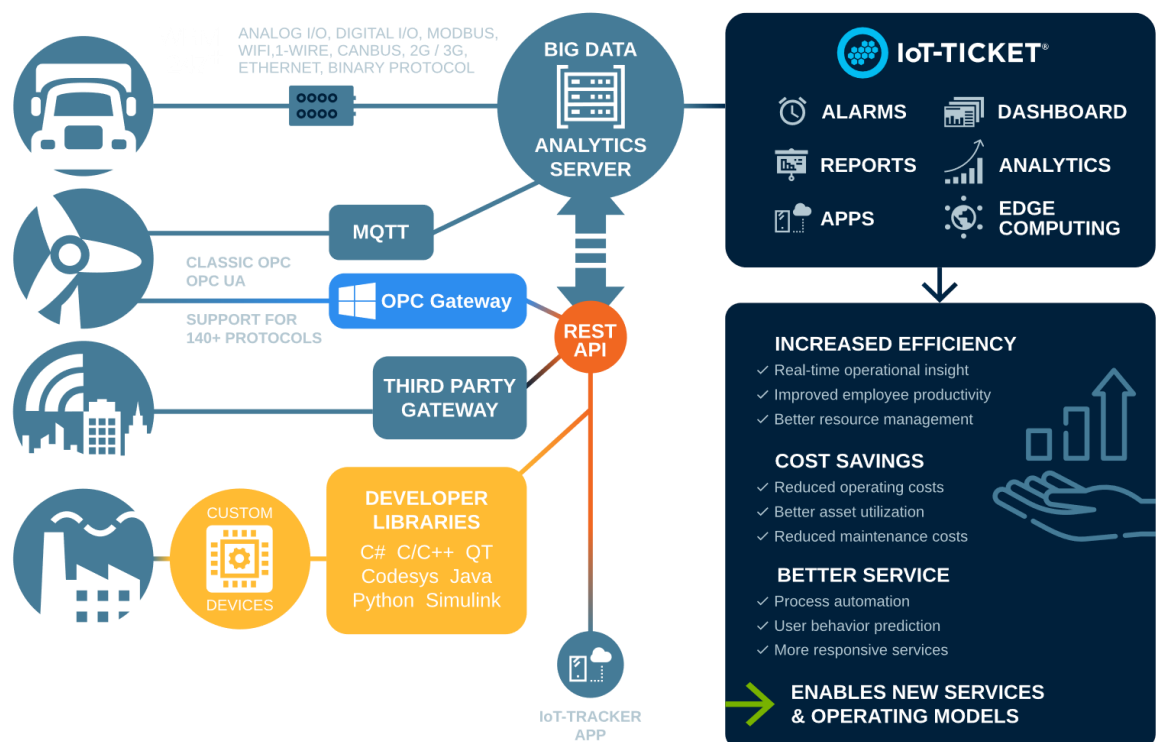 ANALOG I/O, DIGITAL I/O, MODBUS,
WIFI,1-WIRE, CANBUS, 2G / 3G,
ETHERNET, BINARY PROTOCOL
BIG DATA
ANALYTICS
SERVER
MQTT
CLASSIC OPC
OPC UA
SUPPORT FOR
140+ PROTOCOLS
OPC Gateway
REST
API
THIRD PARTY
GATEWAY
CUSTOM
DEVICES
DEVELOPER
LIBRARIES
C# C/C++ QT
Codesys Java
Python Simulink
IoT-TRACKER
APP
IoT-TICKET®
ALARMS
DASHBOARD
REPORTS
ANALYTICS
APPS
EDGE
COMPUTING
INCREASED EFFICIENCY
✓ Real-time operational insight
✓ Improved employee productivity
✓ Better resource management
COST SAVINGS
✓ Reduced operating costs
✓ Better asset utilization
✓ Reduced maintenance costs
BETTER SERVICE
✓ Process automation
✓ User behavior prediction
✓ More responsive services
ENABLES NEW SERVICES
& OPERATING MODELS